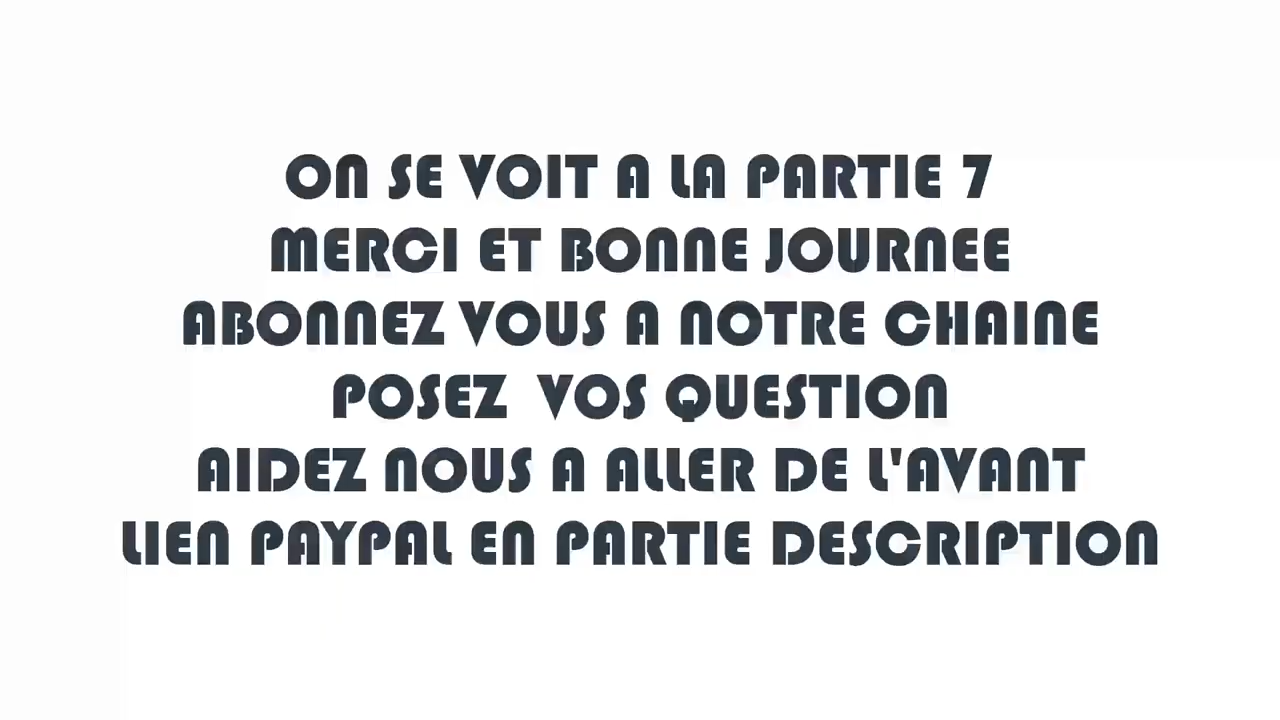 ON SE VOIT A LA PARTIE 7
MERCI ET BONNE JOURNEE
ABONNEZ VOUS A NOTRE CHAINE
POSEZ  VOS QUESTION
AIDEZ NOUS A ALLER DE L'AVANT
LIEN PAYPAL EN PARTIE DESCRIPTION